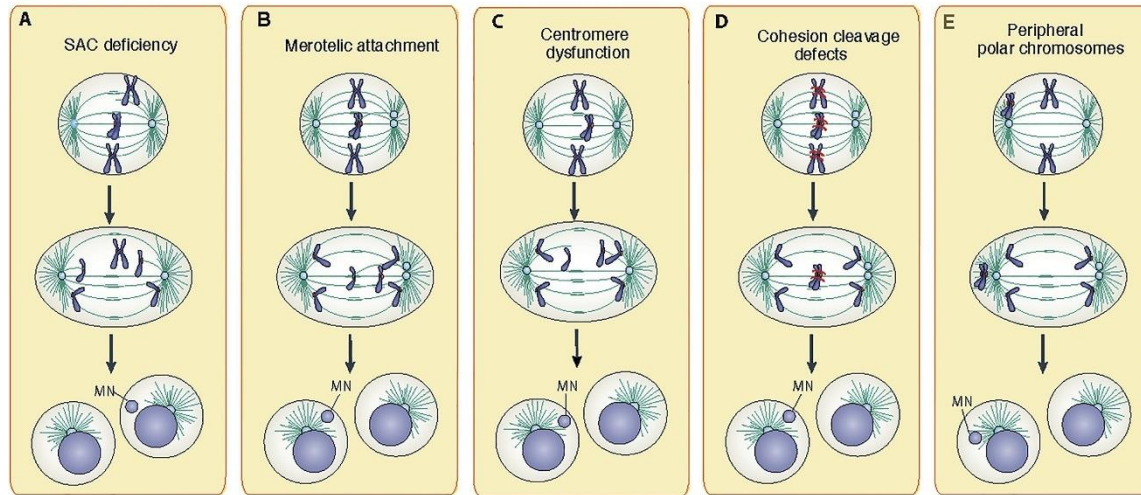 A
SAC deficiency
MN
B
Merotelic attachment
MN
C
Centromere
dysfunction
MN
D
Cohesion cleavage
defects
MN
E
Peripheral
polar chromosomes
MN